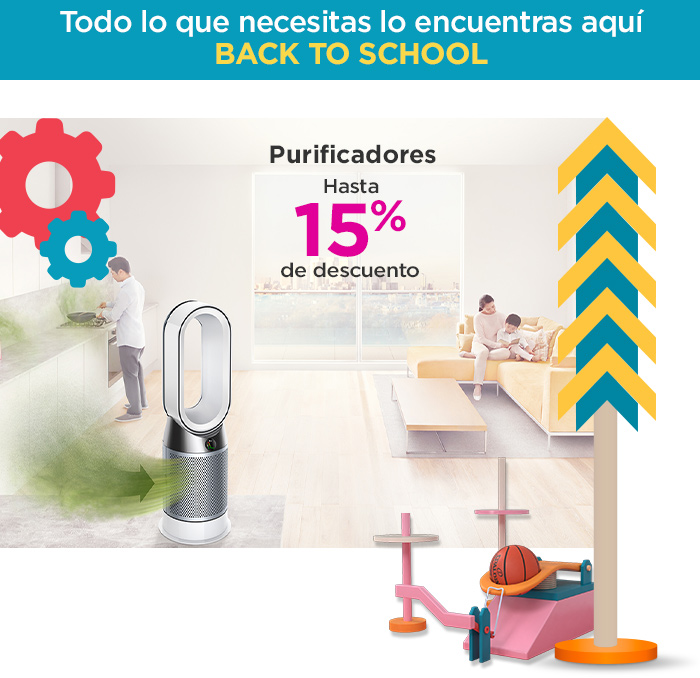 Todo lo que necesitas lo encuentras aquí
BACK TO SCHOOL
Purificadores
Hasta
15%
de descuento